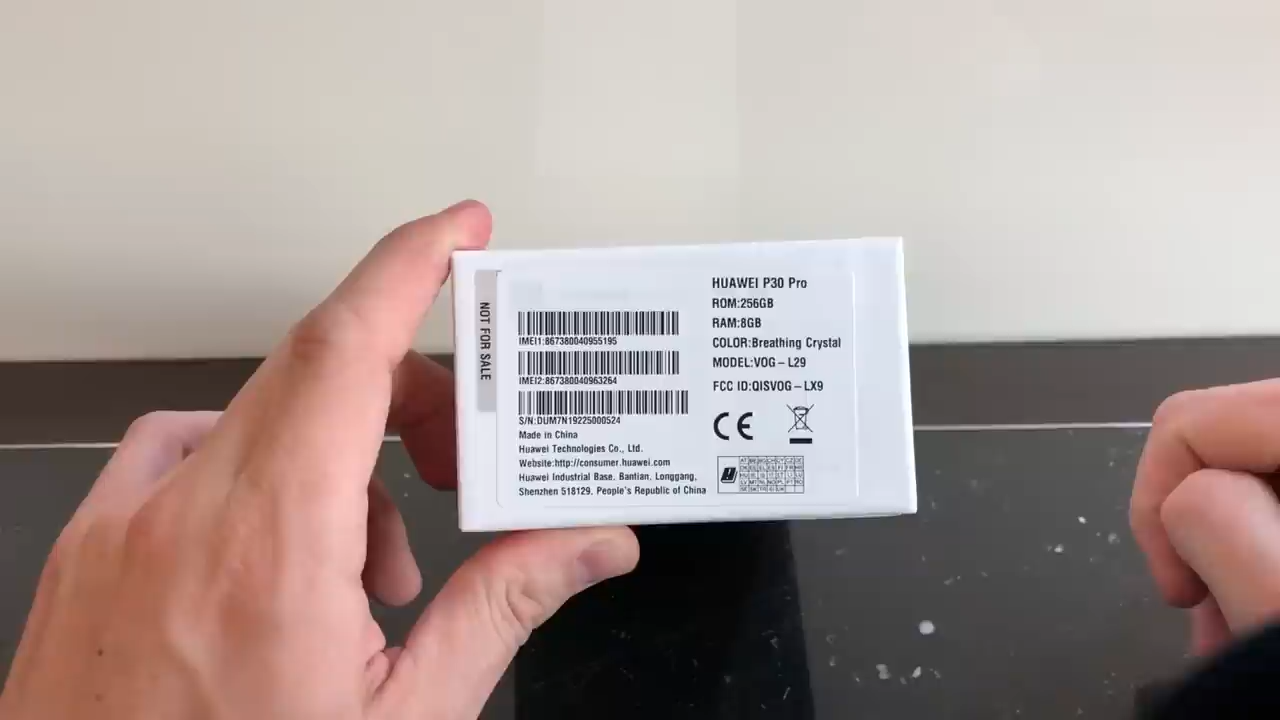 NOT FOR SALE
IMEI1:867380040955195
IMEI2:867380040963264
S/N:DUM7N19225000524
Made in China
Huawei Technologies Co., Ltd.
Website:http://consumer.huawei.com
Huawei Industrial Base, Bantian, Longgang,
Shenzhen 518129, People's Republic of China
HUAWEI P30 Pro
ROM:256GB
RAM:8GB
COLOR:Breathing Crystal
MODEL:VOG-L29
FCC ID:QISVOG-LX9
CE